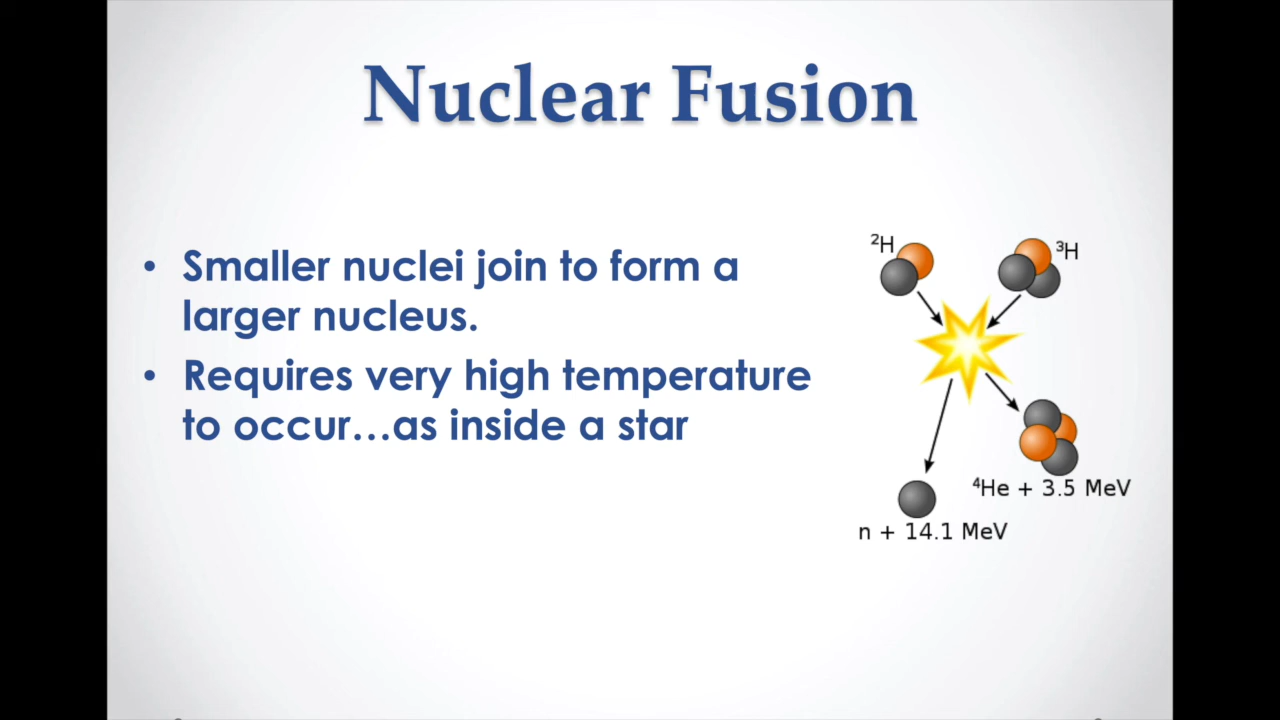 Nuclear Fusion
• Smaller nuclei join to form a
larger nucleus.
• Requires very high temperature
to occur…as inside a star
²H
³H
⁴He + 3.5 MeV
n + 14.1 MeV